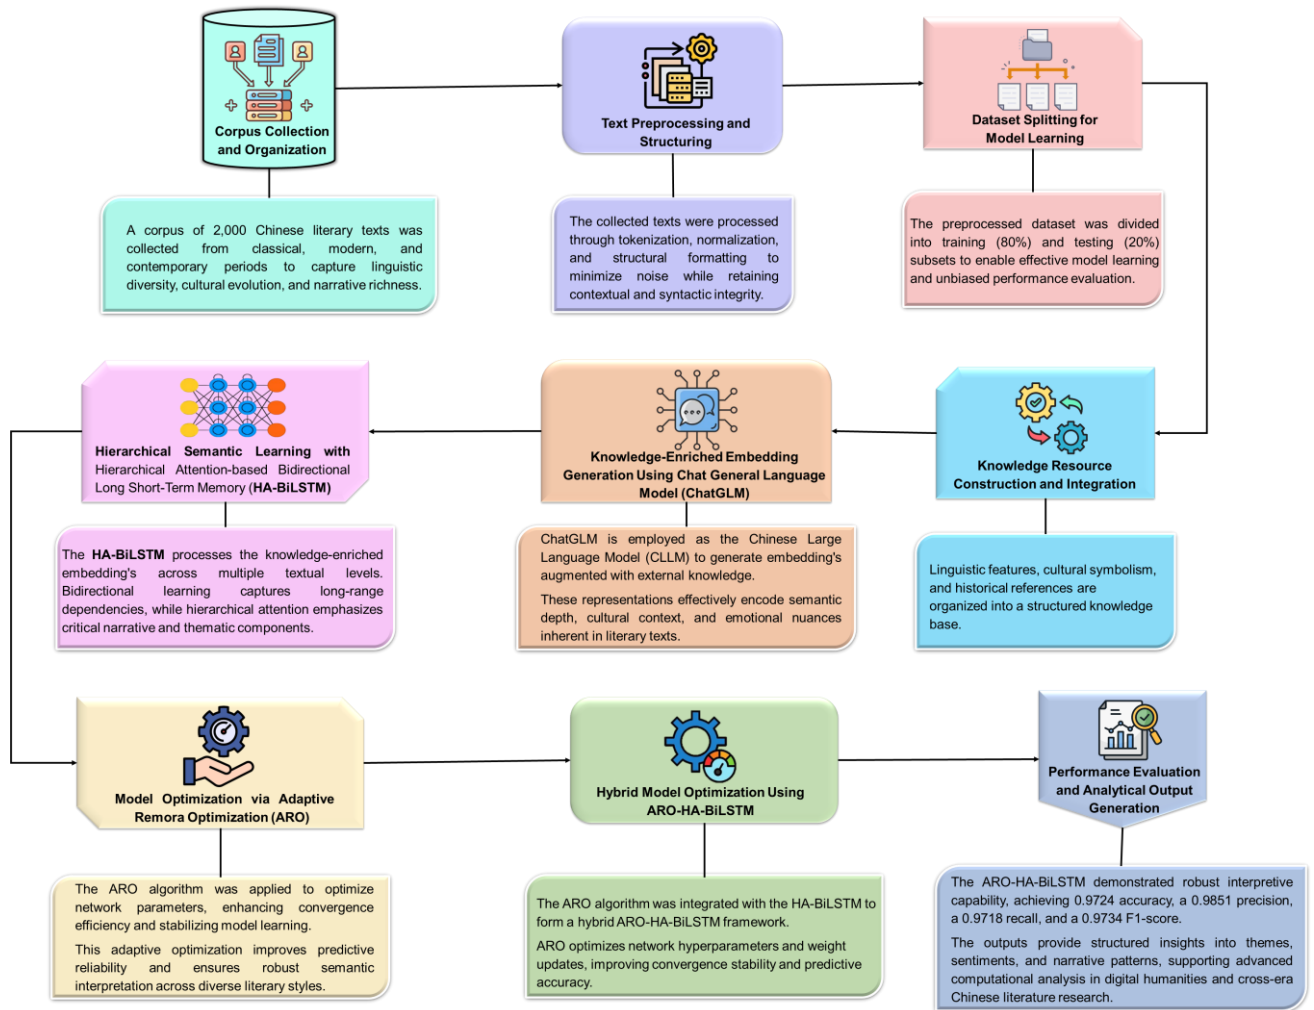 Corpus Collection
and Organization
A corpus of 2,000 Chinese literary texts was
collected from classical, modern, and
contemporary periods to capture linguistic
diversity, cultural evolution, and narrative richness.
Text Preprocessing and
Structuring
The collected texts were processed
through tokenization, normalization,
and structural formatting to
minimize noise while retaining
contextual and syntactic integrity.
Dataset Splitting for
Model Learning
The preprocessed dataset was divided
into training (80%) and testing (20%)
subsets to enable effective model learning
and unbiased performance evaluation.
Knowledge Resource
Construction and Integration
Linguistic features, cultural symbolism,
and historical references are
organized into a structured knowledge
base.
Knowledge-Enriched Embedding
Generation Using Chat General Language
Model (ChatGLM)
ChatGLM is employed as the Chinese Large
Language Model (CLLM) to generate embedding's
augmented with external knowledge.
These representations effectively encode semantic
depth, cultural context, and emotional nuances
inherent in literary texts.
Hierarchical Semantic Learning with
Hierarchical Attention-based Bidirectional
Long Short-Term Memory (HA-BiLSTM)
The HA-BiLSTM processes the knowledge-enriched
embedding's across multiple textual levels.
Bidirectional learning captures long-range
dependencies, while hierarchical attention emphasizes
critical narrative and thematic components.
Model Optimization via Adaptive
Remora Optimization (ARO)
The ARO algorithm was applied to optimize
network parameters, enhancing convergence
efficiency and stabilizing model learning.
This adaptive optimization improves predictive
reliability and ensures robust semantic
interpretation across diverse literary styles.
Hybrid Model Optimization Using
ARO-HA-BiLSTM
The ARO algorithm was integrated with the HA-BiLSTM to
form a hybrid ARO-HA-BiLSTM framework.
ARO optimizes network hyperparameters and weight
updates, improving convergence stability and predictive
accuracy.
Performance Evaluation
and Analytical Output
Generation
The ARO-HA-BiLSTM demonstrated robust interpretive
capability, achieving 0.9724 accuracy, a 0.9851 precision,
a 0.9718 recall, and a 0.9734 F1-score.
The outputs provide structured insights into themes,
sentiments, and narrative patterns, supporting advanced
computational analysis in digital humanities and cross-era
Chinese literature research.